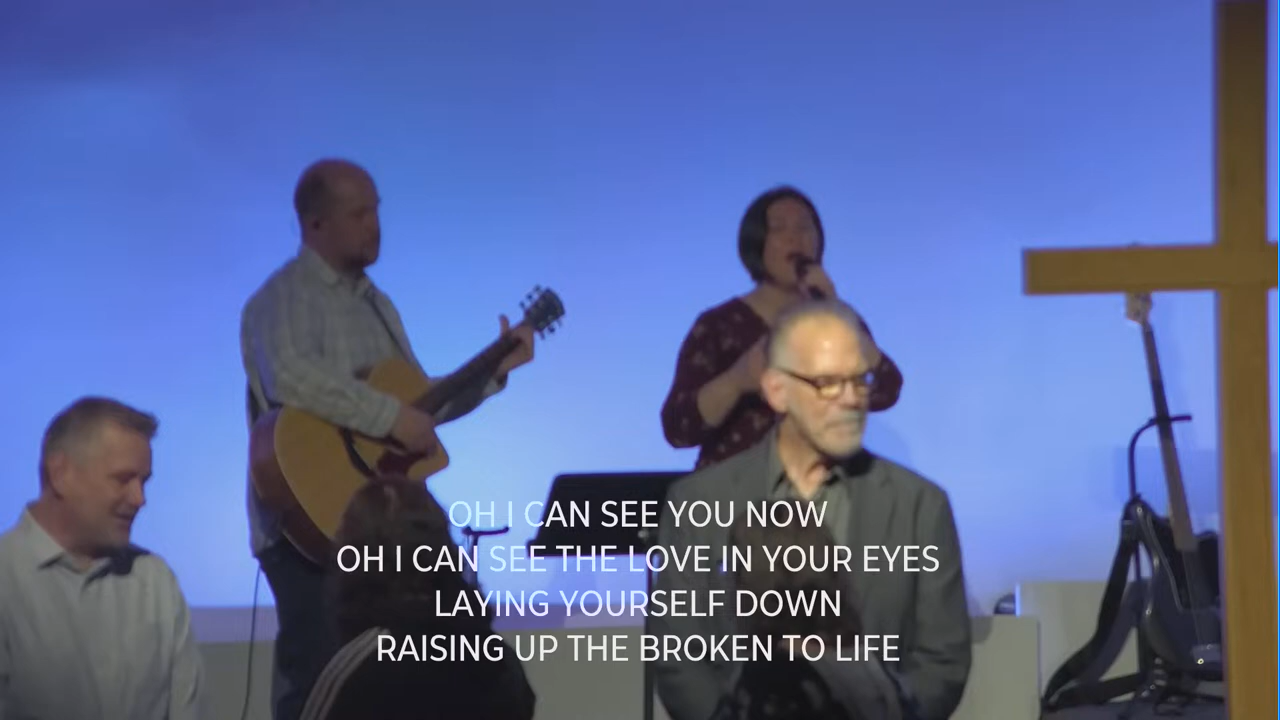 OH I CAN SEE YOU NOW
OH I CAN SEE THE LOVE IN YOUR EYES
LAYING YOURSELF DOWN
RAISING UP THE BROKEN TO LIFE